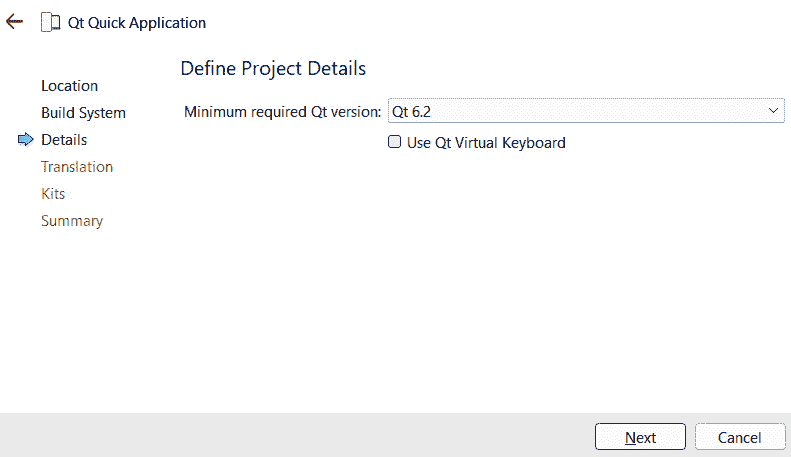 Qt Quick Application
Define Project Details
Location
Build System
Details
Translation
Kits
Summary
Minimum required Qt version: Qt 6.2
Use Qt Virtual Keyboard
Next Cancel